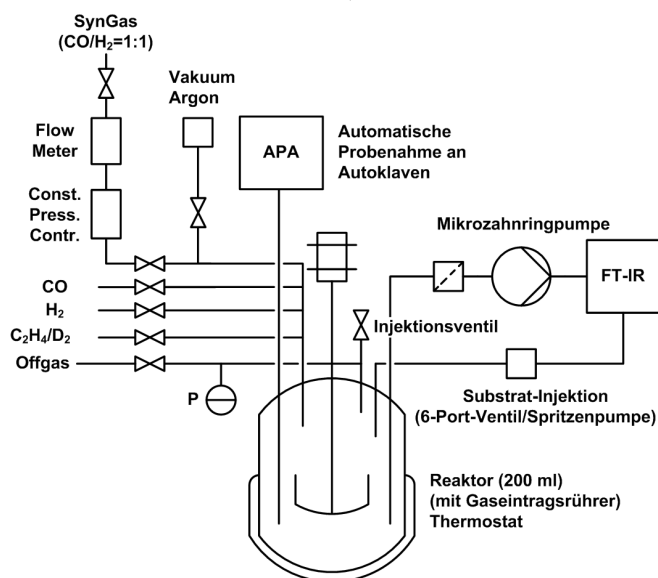 SynGas
(CO/H₂=1:1)
Vakuum
Argon
Flow
Meter
APA
Automatische
Probenahme an
Autoklaven
Const.
Press.
Contr.
Mikrozahnringpumpe
FT-IR
CO
H₂
C₂H₄/D₂
Offgas
Injektionsventil
P
Substrat-Injektion
(6-Port-Ventil/Spritzenpumpe)
Reaktor (200 ml)
(mit Gaseintragsrührer)
Thermostat